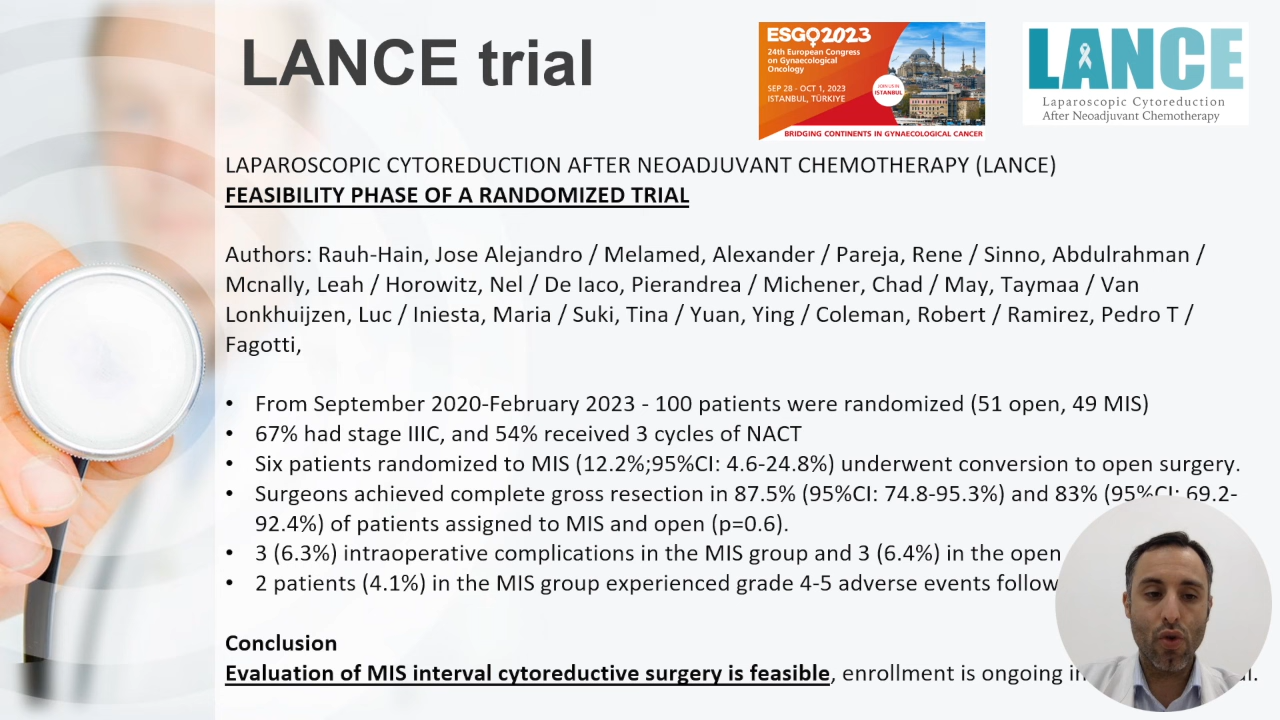 LANCE trial
ESGO2023
24th European Congress
on Gynaecological
Oncology
SEP 28 - OCT 1, 2023
ISTANBUL, TÜRKİYE
JOIN US IN
ISTANBUL
BRIDGING CONTINENTS IN GYNAECOLOGICAL CANCER
LANCE
Laparoscopic Cytoreduction
After Neoadjuvant Chemotherapy
LAPAROSCOPIC CYTOREDUCTION AFTER NEOADJUVANT CHEMOTHERAPY (LANCE)
FEASIBILITY PHASE OF A RANDOMIZED TRIAL
Authors: Rauh-Hain, Jose Alejandro / Melamed, Alexander / Pareja, Rene / Sinno, Abdulrahman /
Mcnally, Leah / Horowitz, Nel / De Iaco, Pierandrea / Michener, Chad / May, Taymaa / Van
Lonkhuijzen, Luc / Iniesta, Maria / Suki, Tina / Yuan, Ying / Coleman, Robert / Ramirez, Pedro T /
Fagotti,
• From September 2020-February 2023 - 100 patients were randomized (51 open, 49 MIS)
• 67% had stage IIIC, and 54% received 3 cycles of NACT
• Six patients randomized to MIS (12.2%;95%CI: 4.6-24.8%) underwent conversion to open surgery.
• Surgeons achieved complete gross resection in 87.5% (95%CI: 74.8-95.3%) and 83% (95%CI: 69.2-
92.4%) of patients assigned to MIS and open (p=0.6).
• 3 (6.3%) intraoperative complications in the MIS group and 3 (6.4%) in the open
• 2 patients (4.1%) in the MIS group experienced grade 4-5 adverse events follow
Conclusion
Evaluation of MIS interval cytoreductive surgery is feasible, enrollment is ongoing in